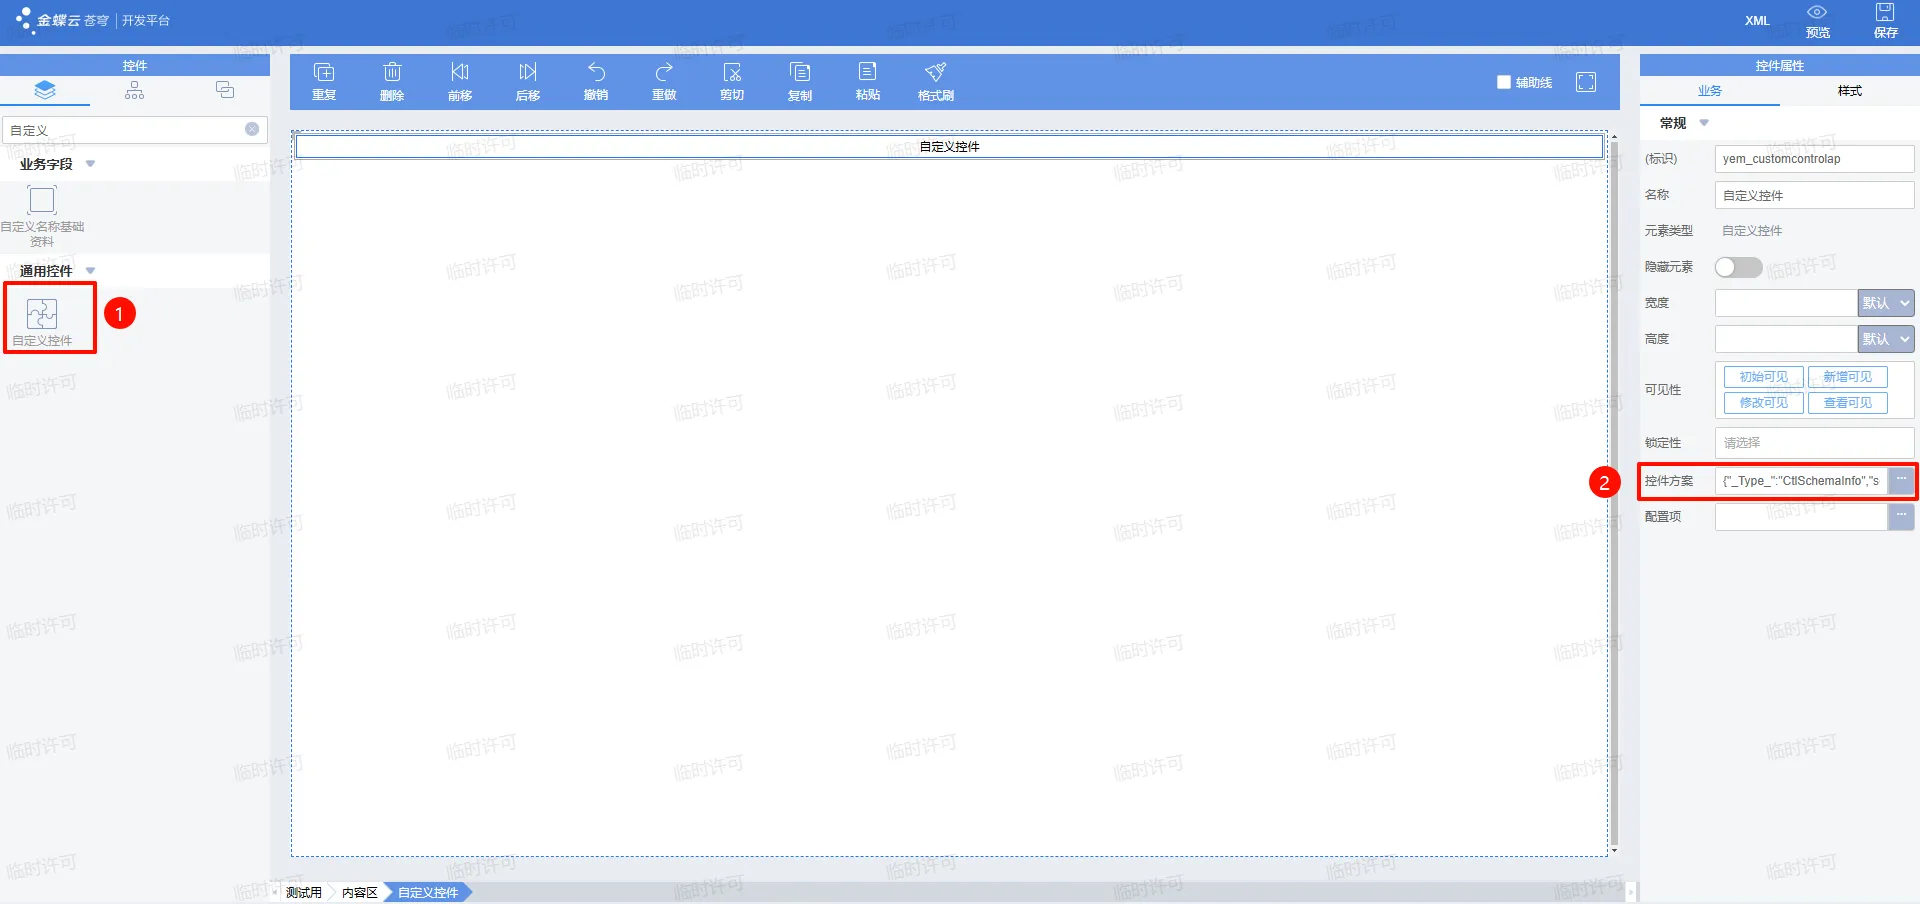 金蝶云 苍穹 | 开发平台
XML
预览
保存
控件
自定义
业务字段
自定义名称基础
资料
通用控件
自定义控件
1
重复
删除
前移
后移
撤销
重做
剪切
复制
粘贴
格式刷
辅助线
自定义控件
控件属性
业务
样式
常规
(标识)
yem_customcontrolap
名称
自定义控件
元素类型
自定义控件
隐藏元素
宽度
默认
高度
默认
可见性
初始可见
新增可见
修改可见
查看可见
锁定性
请选择
2
控件方案
{"_Type_":"CtlSchemaInfo","s
...
配置项
...
测试用
内容区
自定义控件
临时许可